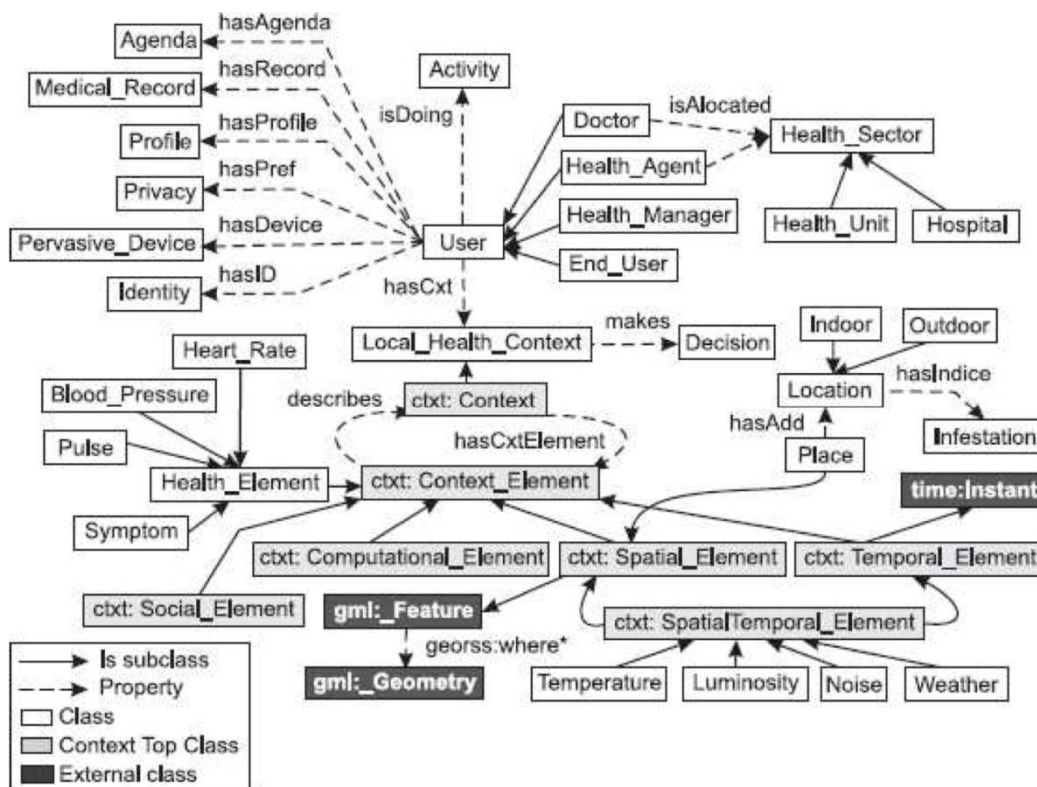 hasAgenda
Agenda
hasRecord
Medical_Record
hasProfile
Profile
hasPref
Privacy
hasDevice
Pervasive_Device
hasID
Identity
Activity
isDoing
User
hasCxt
Doctor
isAlocated
Health_Sector
Health_Agent
Health_Manager
Health_Unit
Hospital
End_User
Local_Health_Context
makes
Decision
Indoor
Outdoor
Location
hasIndice
Infestation
hasAdd
Place
Heart_Rate
Blood_Pressure
Pulse
Health_Element
Symptom
describes
ctxt: Context
hasCxtElement
ctxt: Context_Element
time:Instant
ctxt: Computational_Element
ctxt: Spatial_Element
ctxt: Temporal_Element
ctxt: Social_Element
gml:_Feature
georss:where*
gml:_Geometry
ctxt: SpatialTemporal_Element
Temperature
Luminosity
Noise
Weather
Is subclass
Property
Class
Context Top Class
External class